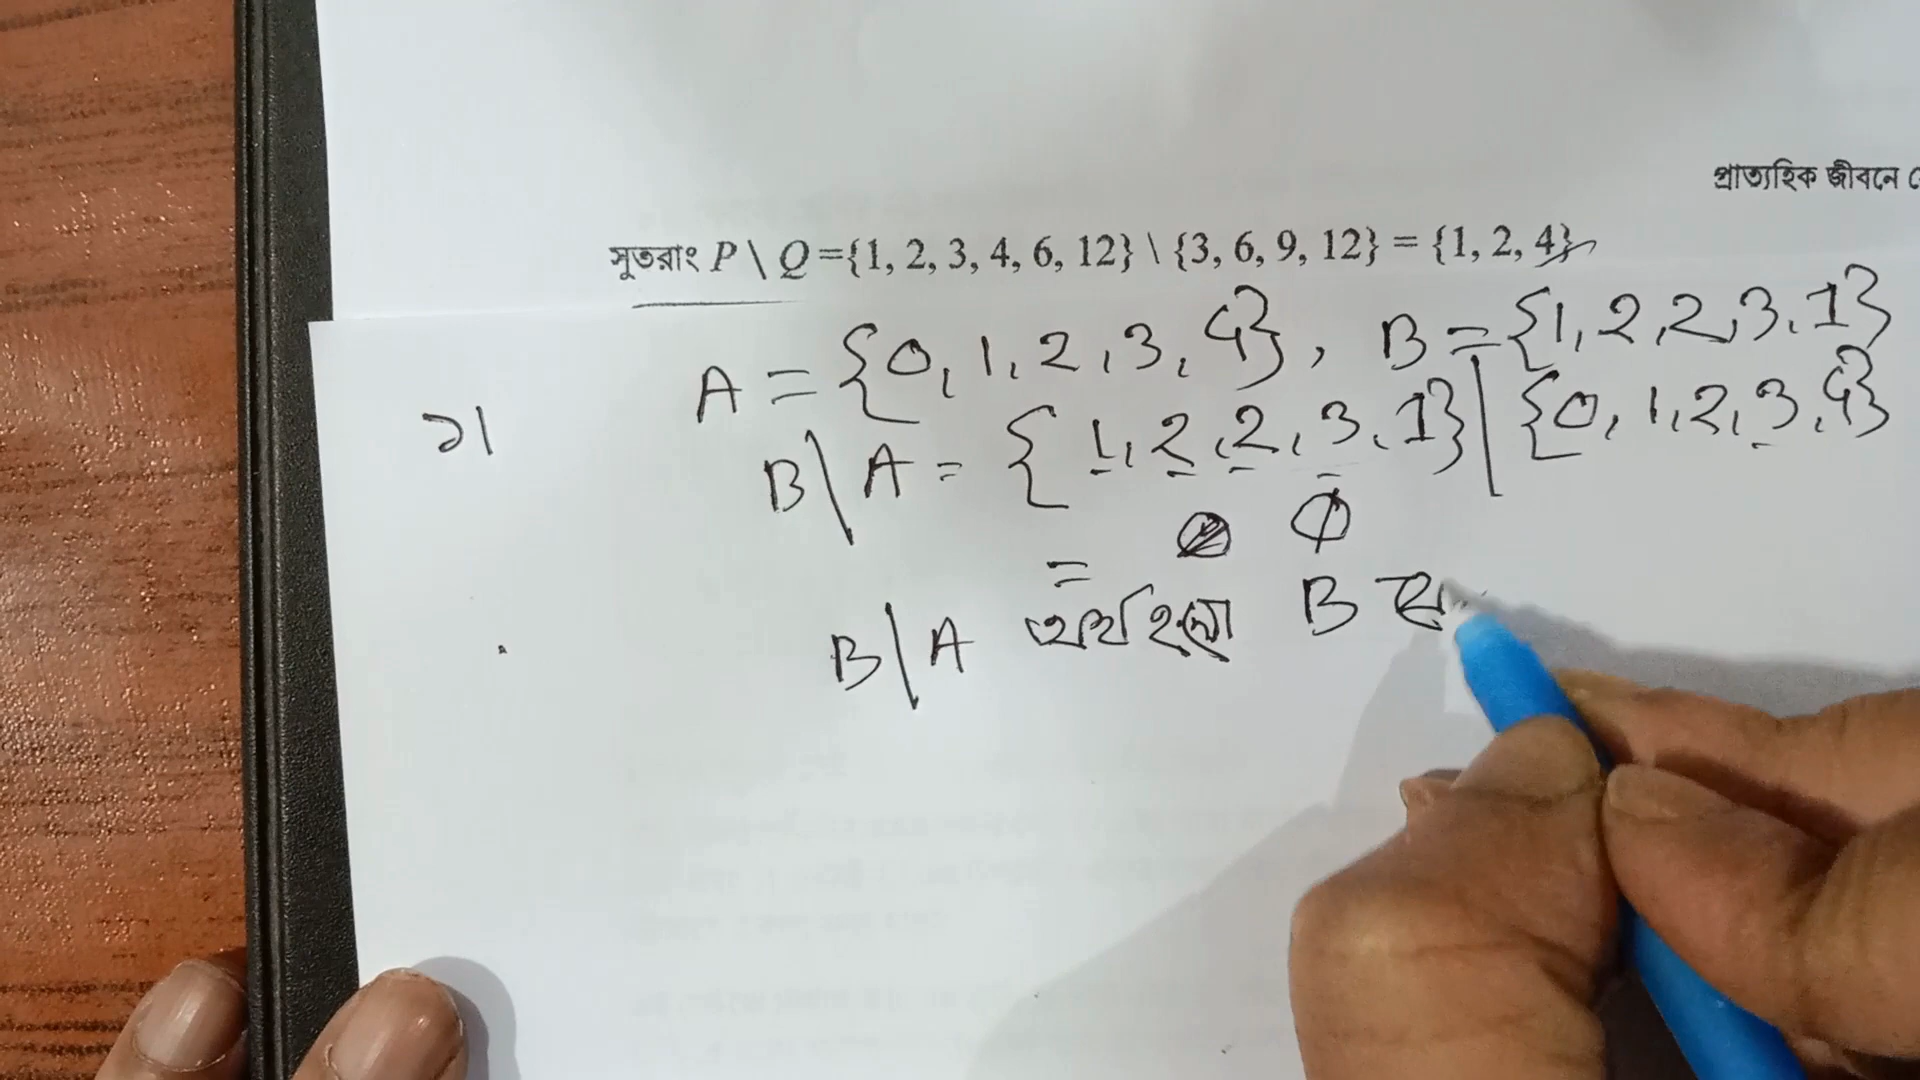 প্রাত্যহিক জীবনে
সুতরাং P \ Q ={1, 2, 3, 4, 6, 12} \ {3, 6, 9, 12} = {1, 2, 4}
A = {0, 1, 2, 3, 4}, B = {1, 2, 2, 3, 1}
২। B \ A = { 1, 2, 2, 3, 1} | {0, 1, 2, 3, 4}
= ϕ
B \ A অর্থ হলো B